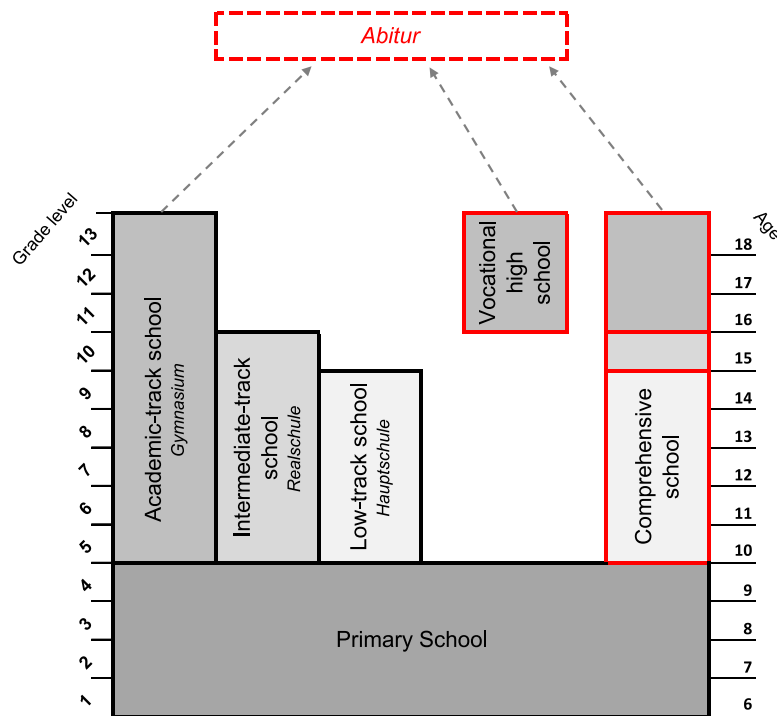 Abitur
Grade level
Age
13
12
11
10
9
8
7
6
5
4
3
2
1
Academic-track school
Gymnasium
Intermediate-track
school
Realschule
Low-track school
Hauptschule
Vocational
high
school
Comprehensive
school
18
17
16
15
14
13
12
11
10
9
8
7
6
Primary School